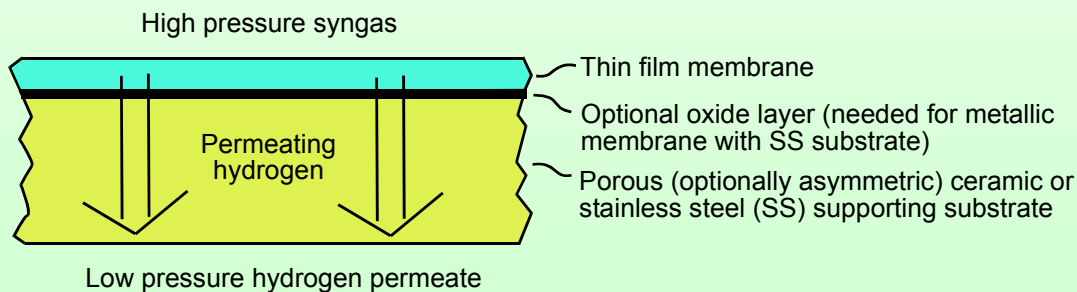 High pressure syngas
Thin film membrane
Optional oxide layer (needed for metallic
membrane with SS substrate)
Permeating
hydrogen
Porous (optionally asymmetric) ceramic or
stainless steel (SS) supporting substrate
Low pressure hydrogen permeate